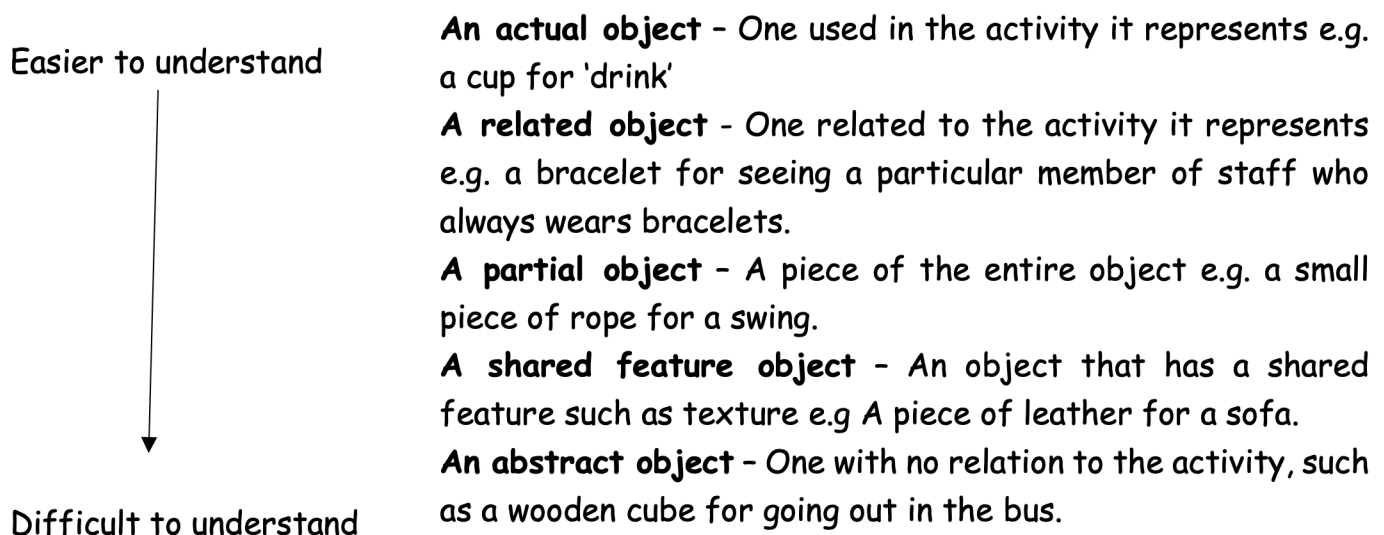 Easier to understand
An actual object – One used in the activity it represents e.g.
a cup for ‘drink’
A related object - One related to the activity it represents
e.g. a bracelet for seeing a particular member of staff who
always wears bracelets.
A partial object – A piece of the entire object e.g. a small
piece of rope for a swing.
A shared feature object – An object that has a shared
feature such as texture e.g A piece of leather for a sofa.
An abstract object – One with no relation to the activity, such
as a wooden cube for going out in the bus.
Difficult to understand